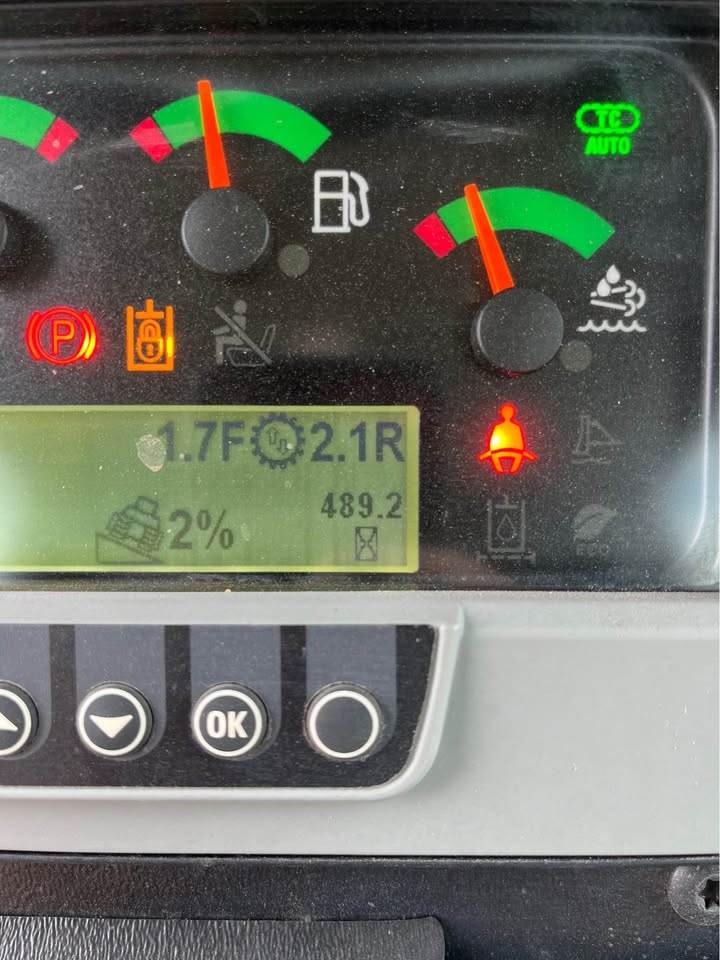 TC
AUTO
P
1.7F 2.1R
2% 489.2
ECO
OK